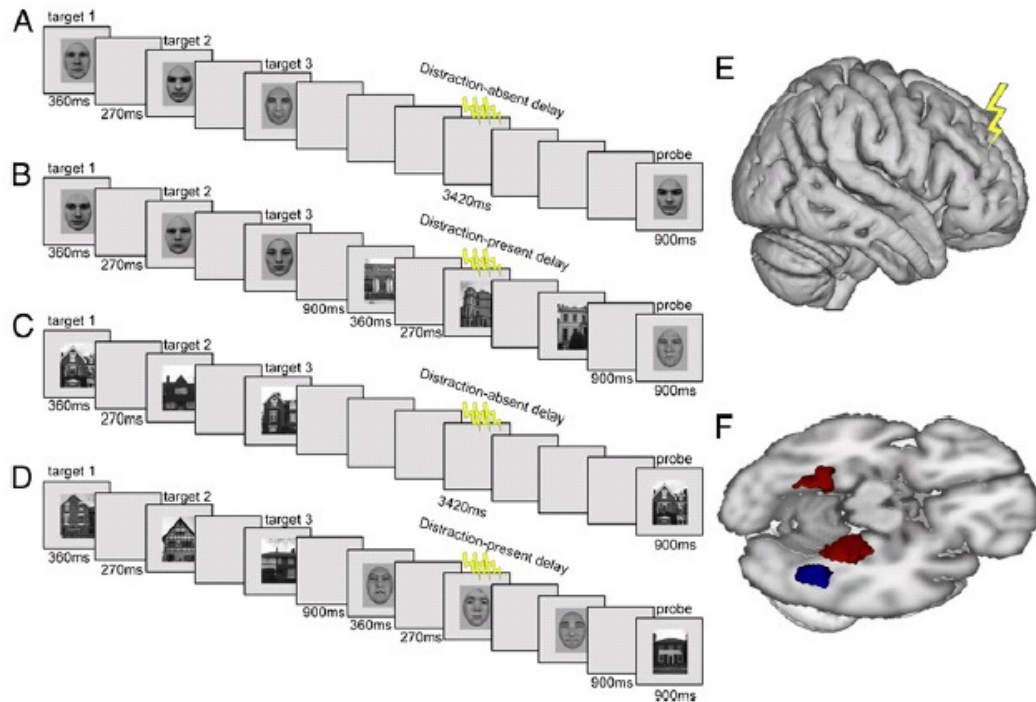 A
target 1
target 2
target 3
360ms
270ms
Distraction-absent delay
3420ms
probe
900ms
B
target 1
target 2
target 3
360ms
270ms
900ms
360ms
270ms
Distraction-present delay
900ms
probe
900ms
C
target 1
target 2
target 3
360ms
270ms
Distraction-absent delay
3420ms
probe
900ms
D
target 1
target 2
target 3
360ms
270ms
900ms
360ms
270ms
Distraction-present delay
900ms
probe
900ms
E
F